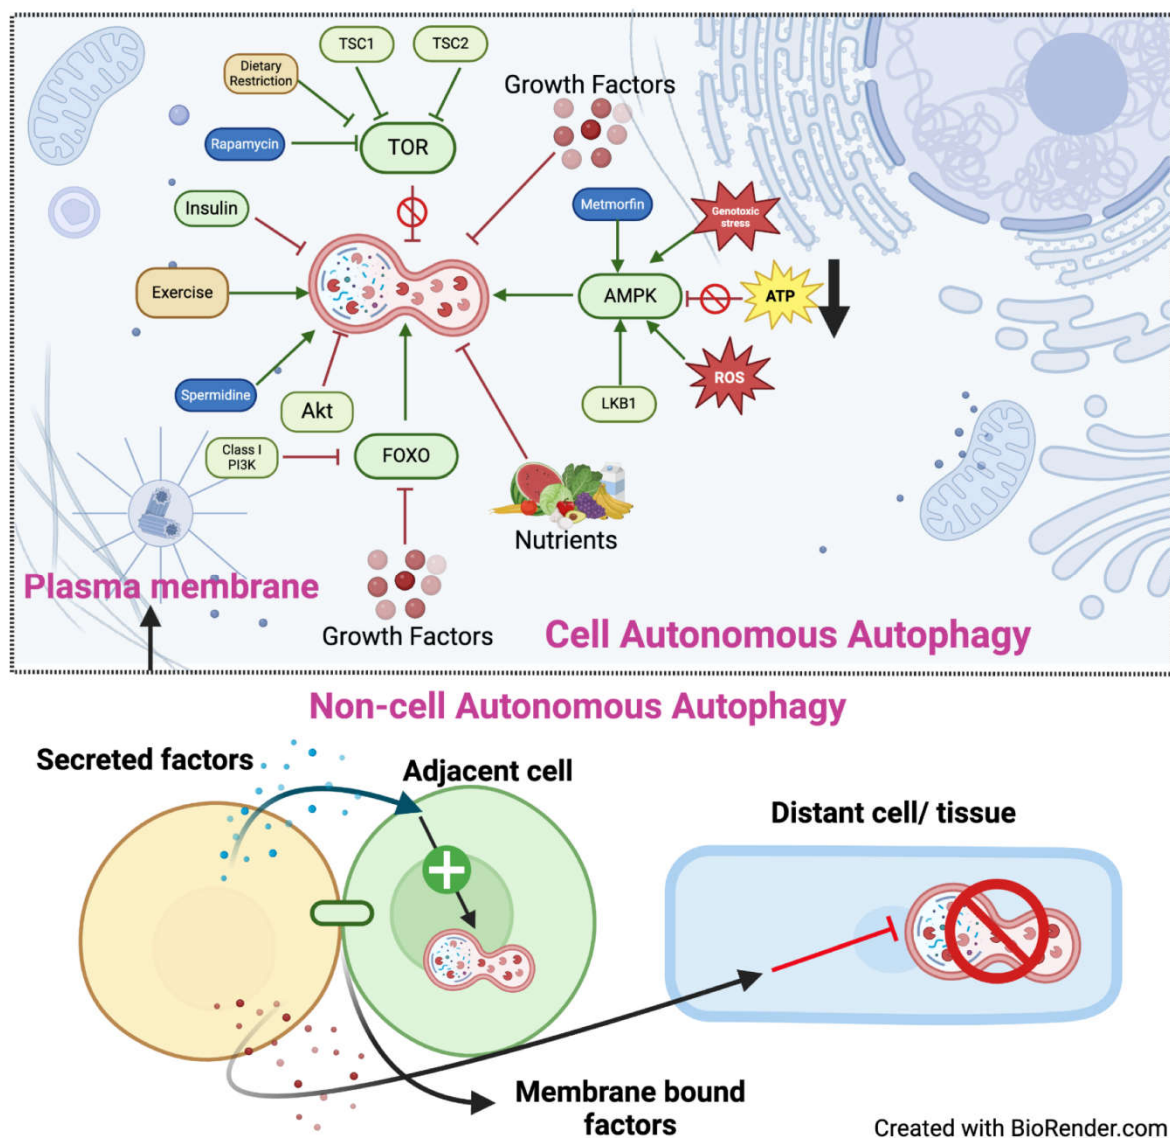 TSC1
TSC2
Dietary
Restriction
Growth Factors
Rapamycin
TOR
Insulin
Metmorfin
Genotoxic
stress
Exercise
AMPK
ATP
Spermidine
Akt
LKB1
ROS
Class I
PI3K
FOXO
Nutrients
Plasma membrane
Growth Factors
Cell Autonomous Autophagy
Non-cell Autonomous Autophagy
Secreted factors
Adjacent cell
Distant cell/ tissue
Membrane bound
factors
Created with BioRender.com